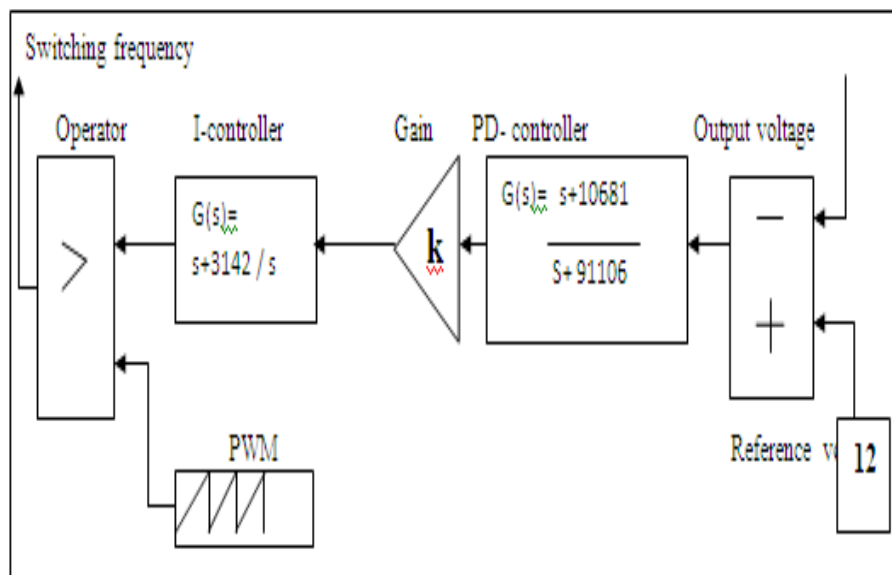 Switching frequency
Operator
I-controller
Gain
PD- controller
Output voltage
G(s)=
s+3142 / s
k
G(s)= s+10681
S+ 91106
−
+
>
PWM
Reference
12